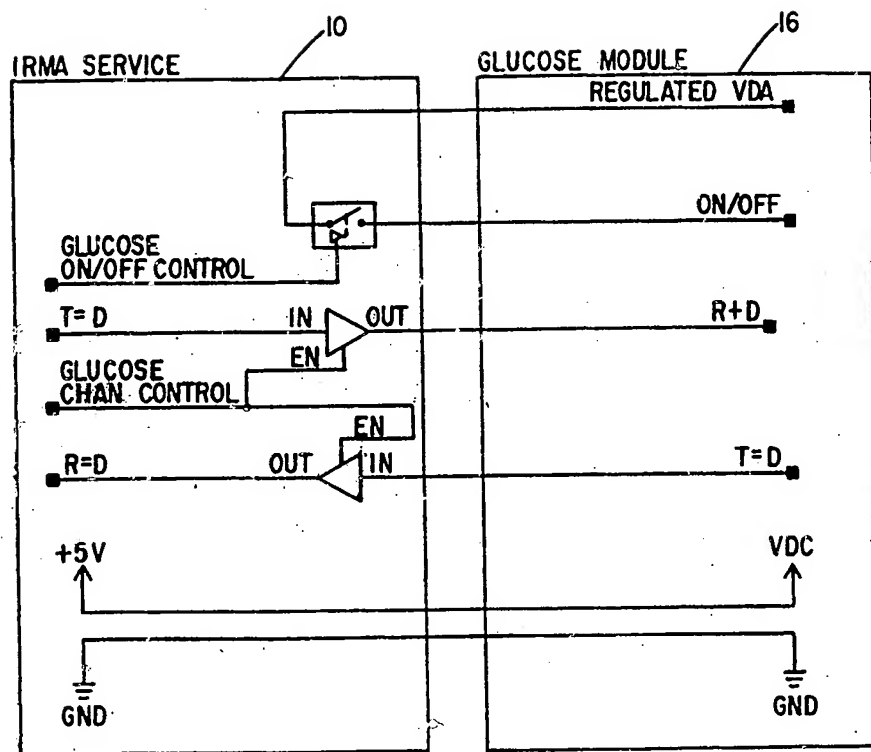 10
16
IRMA SERVICE
GLUCOSE MODULE
REGULATED VDA
ON/OFF
GLUCOSE
ON/OFF CONTROL
T=D
IN
OUT
R+D
EN
GLUCOSE
CHAN CONTROL
EN
R=D
OUT
IN
T=D
+5V
VDC
GND
GND